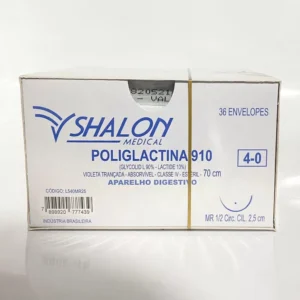 VAL
36 ENVELOPES
SHALON
MEDICAL
POLIGLACTINA 910
4-0
(GLYCOLID L 90% - LACTIDE 10%)
VIOLETA TRANÇADA - ABSORVÍVEL - CLASSE IV - ESTÉRIL - 70 cm
APARELHO DIGESTIVO
MR 1/2 Circ. CIL. 2,5 cm
INDÚSTRIA BRASILEIRA